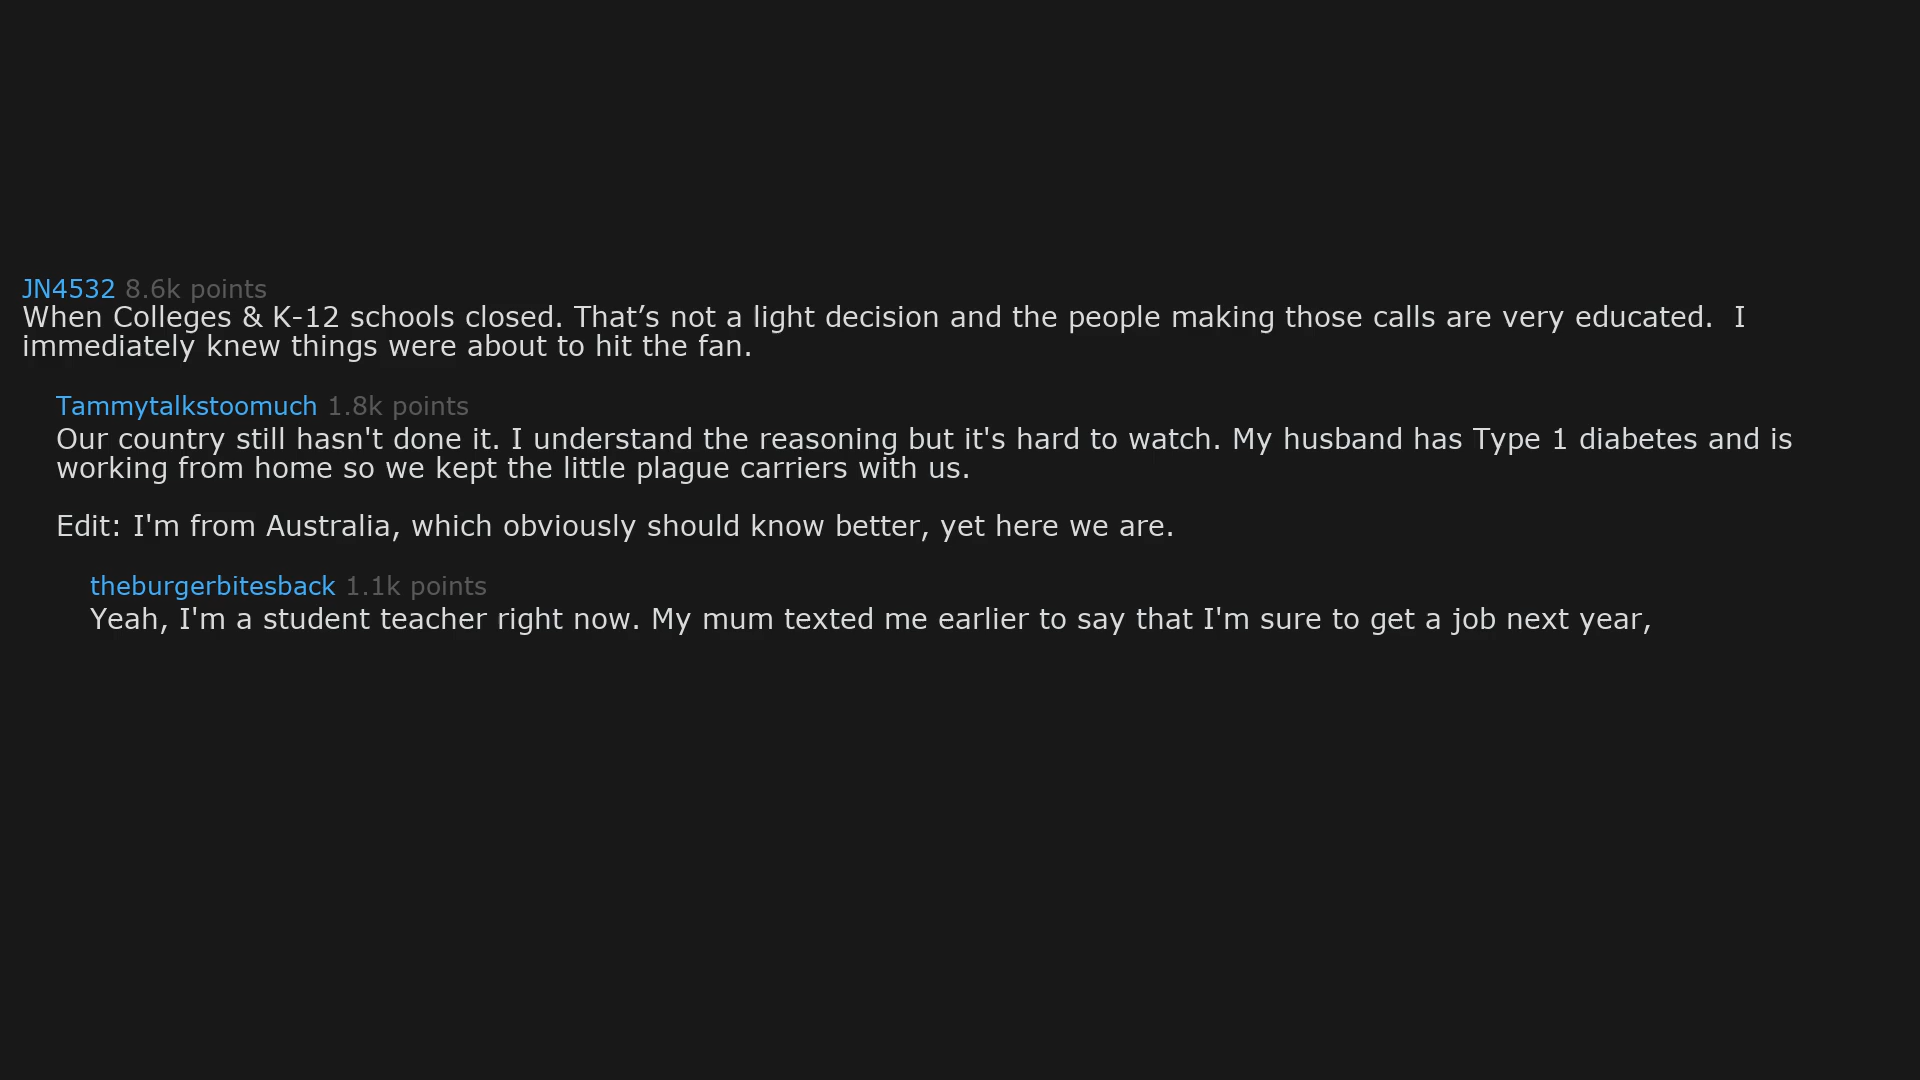 JN4532 8.6k points
When Colleges & K-12 schools closed. That’s not a light decision and the people making those calls are very educated.  I
immediately knew things were about to hit the fan.
Tammytalkstoomuch 1.8k points
Our country still hasn't done it. I understand the reasoning but it's hard to watch. My husband has Type 1 diabetes and is
working from home so we kept the little plague carriers with us.
Edit: I'm from Australia, which obviously should know better, yet here we are.
theburgerbitesback 1.1k points
Yeah, I'm a student teacher right now. My mum texted me earlier to say that I'm sure to get a job next year,